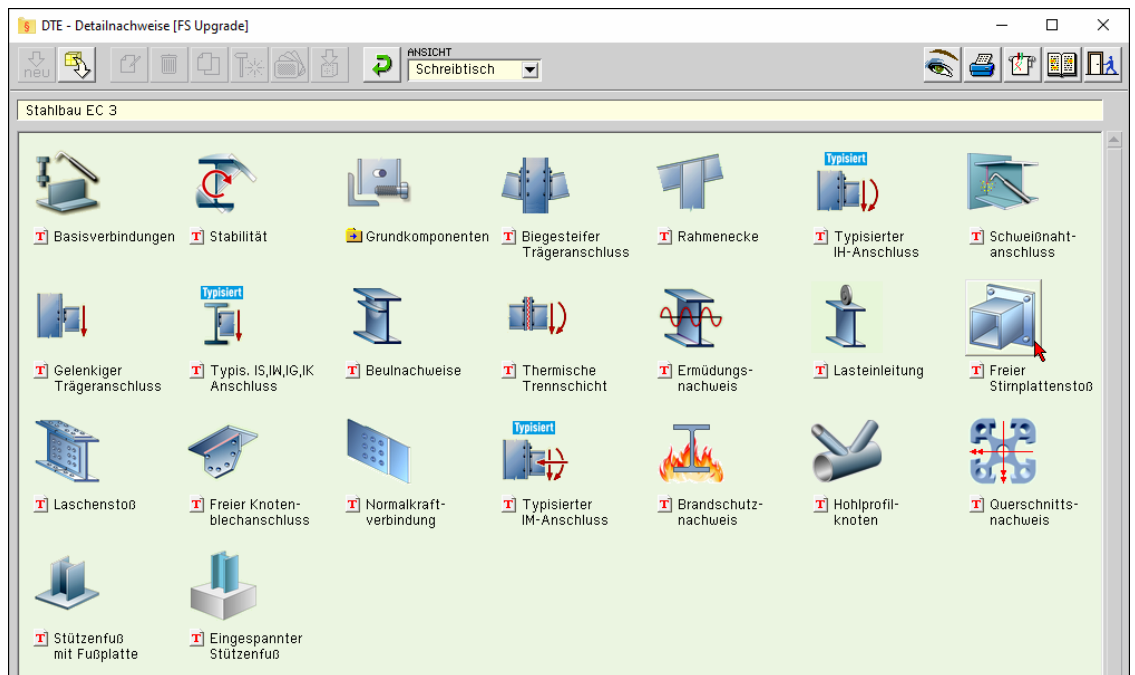 DTE - Detailnachweise [FS Upgrade]
neu
ANSICHT
Schreibtisch
Stahlbau EC 3
Typisiert
T Basisverbindungen
T Stabilität
Grundkomponenten
T Biegesteifer
Trägeranschluss
T Rahmenecke
T Typisierter
IH-Anschluss
T Schweißnaht-
anschluss
Typisiert
T Gelenkiger
Trägeranschluss
T Typis. IS,IW,IG,IK
Anschluss
T Beulnachweise
T Thermische
Trennschicht
T Ermüdungs-
nachweis
T Lasteinleitung
T Freier
Stirnplattenstoß
Typisiert
T Laschenstoß
T Freier Knoten-
blechanschluss
T Normalkraft-
verbindung
T Typisierter
IM-Anschluss
T Brandschutz-
nachweis
T Hohlprofil-
knoten
T Querschnitts-
nachweis
T Stützenfuß
mit Fußplatte
T Eingespannter
Stützenfuß